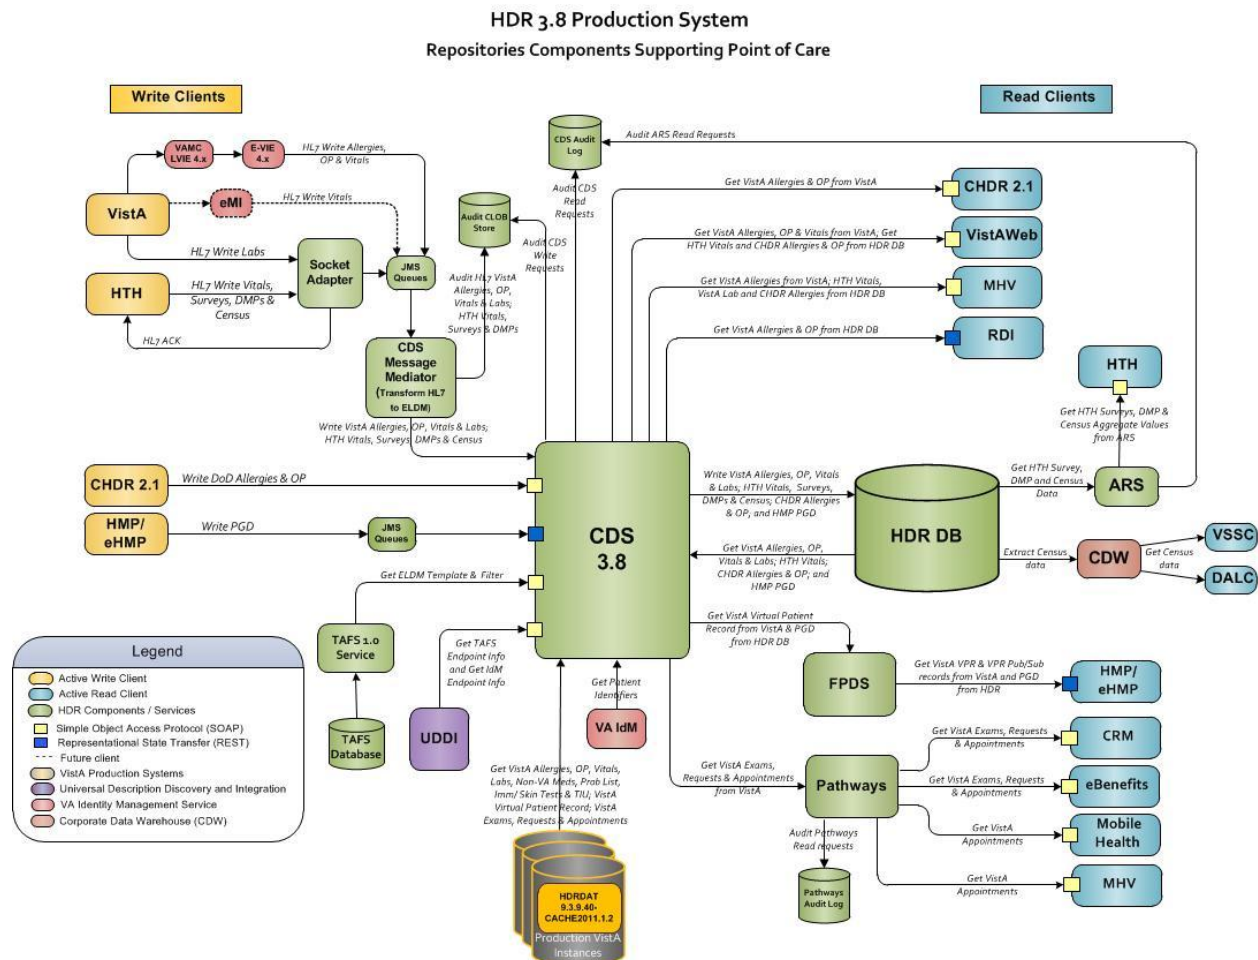 HDR 3.8 Production System
Repositories Components Supporting Point of Care
Write Clients
Read Clients
VAMC
LVIE 4.x
E-VIE
4.x
HL7 Write Allergies,
OP & Vitals
CDS Audit
Log
Audit ARS Read Requests
VistA
eMI
HL7 Write Vitals
Audit CLOB
Store
Audit CDS
Read
Requests
Get VistA Allergies & OP from VistA
CHDR 2.1
HL7 Write Labs
Socket
Adapter
JMS
Queues
Audit CDS
Write
Requests
Get VistA Allergies, OP & Vitals from VistA; Get
HTH Vitals and CHDR Allergies & OP from HDR DB
VistAWeb
HTH
HL7 Write Vitals,
Surveys, DMPs &
Census
Audit HL7 VistA
Allergies, OP,
Vitals & Labs;
HTH Vitals,
Surveys & DMPs
Get VistA Allergies from VistA; HTH Vitals,
VistA Lab and CHDR Allergies from HDR DB
MHV
HL7 ACK
Get VistA Allergies & OP from HDR DB
RDI
CDS
Message
Mediator
(Transform HL7
to ELDM)
HTH
Get HTH Surveys, DMP &
Census Aggregate Values
from ARS
Write VistA Allergies, OP, Vitals & Labs;
HTH Vitals, Surveys, DMPs & Census
CHDR 2.1
Write DoD Allergies & OP
Write VistA Allergies, OP, Vitals
& Labs; HTH Vitals, Surveys,
DMPs & Census; CHDR Allergies
& OP, and HMP PGD
Get HTH Survey,
DMP and Census
Data
ARS
HMP/
eHMP
Write PGD
JMS
Queues
CDS
3.8
HDR DB
Get VistA Allergies, OP,
Vitals & Labs; HTH Vitals;
CHDR Allergies & OP; and
HMP PGD
Extract Census
data
CDW
Get Census
data
VSSC
DALC
Get ELDM Template & Filter
TAFS 1.0
Service
Get TAFS
Endpoint Info
and Get IdM
Endpoint Info
Get VistA Virtual Patient
Record from VistA & PGD
from HDR DB
FPDS
Get VistA VPR & VPR Pub/Sub
records from VistA and PGD
from HDR
HMP/
eHMP
Get Patient
Identifiers
VA IdM
UDDI
TAFS
Database
Legend
Active Write Client
Active Read Client
HDR Components / Services
Simple Object Access Protocol (SOAP)
Representational State Transfer (REST)
Future client
VistA Production Systems
Universal Description Discovery and Integration
VA Identity Management Service
Corporate Data Warehouse (CDW)
Get VistA Allergies, OP, Vitals,
Labs, Non-VA Meds, Prob List,
Imm/ Skin Tests & TIU; VistA
Virtual Patient Record; VistA
Exams, Requests & Appointments
Get VistA Exams,
Requests & Appointments
from VistA
Pathways
Get VistA Exams, Requests
& Appointments
CRM
Get VistA Exams, Requests
& Appointments
eBenefits
Get VistA
Appointments
Mobile
Health
Audit Pathways
Read requests
Get VistA
Appointments
MHV
Pathways
Audit Log
HDRDAT
9.3.9.40-
CACHE2011.1.2
Production VistA
Instances